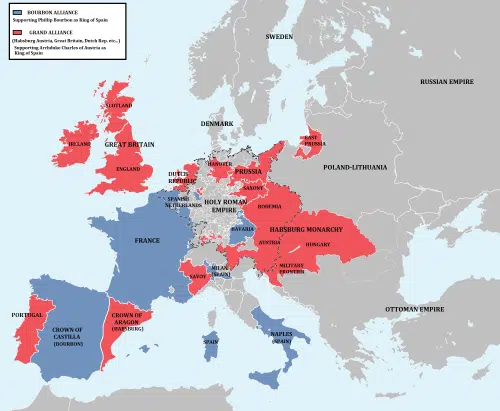 BOURBON ALLIANCE
Supporting Phillip Bourbon as King of Spain
GRAND ALLIANCE
(Habsburg Austria, Great Britain, Dutch Rep. etc..)
Supporting Archduke Charles of Austria as
King of Spain
SWEDEN
RUSSIAN EMPIRE
SCOTLAND
DENMARK
IRELAND
GREAT BRITAIN
EAST
PRUSSIA
ENGLAND
HANOVER
POLAND-LITHUANIA
DUTCH
REPUBLIC
PRUSSIA
SAXONY
SPANISH
NETHERLANDS
HOLY ROMAN
EMPIRE
BOHEMIA
BAVARIA
HABSBURG MONARCHY
FRANCE
AUSTRIA
HUNGARY
MILAN
(SPAIN)
SAVOY
MILITARY
FRONTIER
PORTUGAL
CROWN OF
ARAGON
(HABSBURG)
OTTOMAN EMPIRE
CROWN OF
CASTILLA
(BOURBON)
SPAIN
NAPLES
(SPAIN)